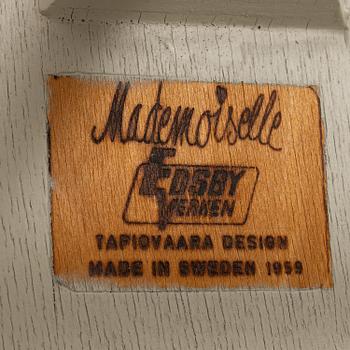 Mademoiselle
EDSBY
VERKEN
TAPIOVAARA DESIGN
MADE IN SWEDEN 1959